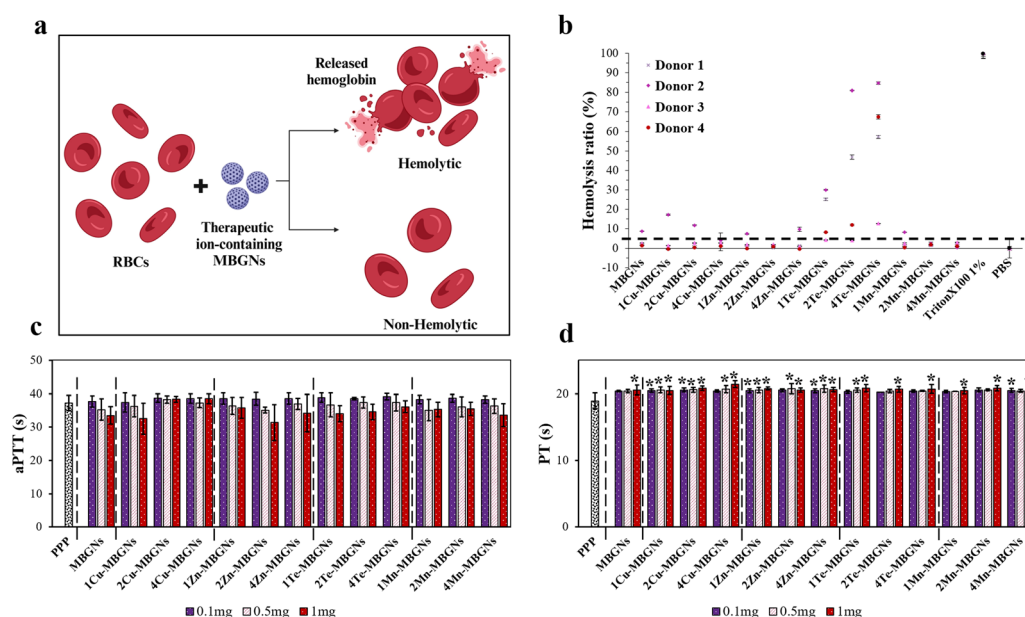 a
Released
hemoglobin
Hemolytic
+
Therapeutic
ion-containing
MBGNs
RBCs
Non-Hemolytic
b
Hemolysis ratio (%)
100
90
80
70
60
50
40
30
20
10
0
-10
Donor 1
Donor 2
Donor 3
Donor 4
MBGNs
1Cu-MBGNs
2Cu-MBGNs
4Cu-MBGNs
1Zn-MBGNs
2Zn-MBGNs
4Zn-MBGNs
1Te-MBGNs
2Te-MBGNs
4Te-MBGNs
1Mn-MBGNs
2Mn-MBGNs
4Mn-MBGNs
TritonX100 1%
PBS
c
aPTT (s)
50
40
30
20
10
0
PPP
MBGNs
1Cu-MBGNs
2Cu-MBGNs
4Cu-MBGNs
1Zn-MBGNs
2Zn-MBGNs
4Zn-MBGNs
1Te-MBGNs
2Te-MBGNs
4Te-MBGNs
1Mn-MBGNs
2Mn-MBGNs
4Mn-MBGNs
0.1mg 0.5mg 1mg
d
PT (s)
20
10
0
* * * * * * * * * * * * * * * * * * * * * * * * * * *
PPP
MBGNs
1Cu-MBGNs
2Cu-MBGNs
4Cu-MBGNs
1Zn-MBGNs
2Zn-MBGNs
4Zn-MBGNs
1Te-MBGNs
2Te-MBGNs
4Te-MBGNs
1Mn-MBGNs
2Mn-MBGNs
4Mn-MBGNs
0.1mg 0.5mg 1mg